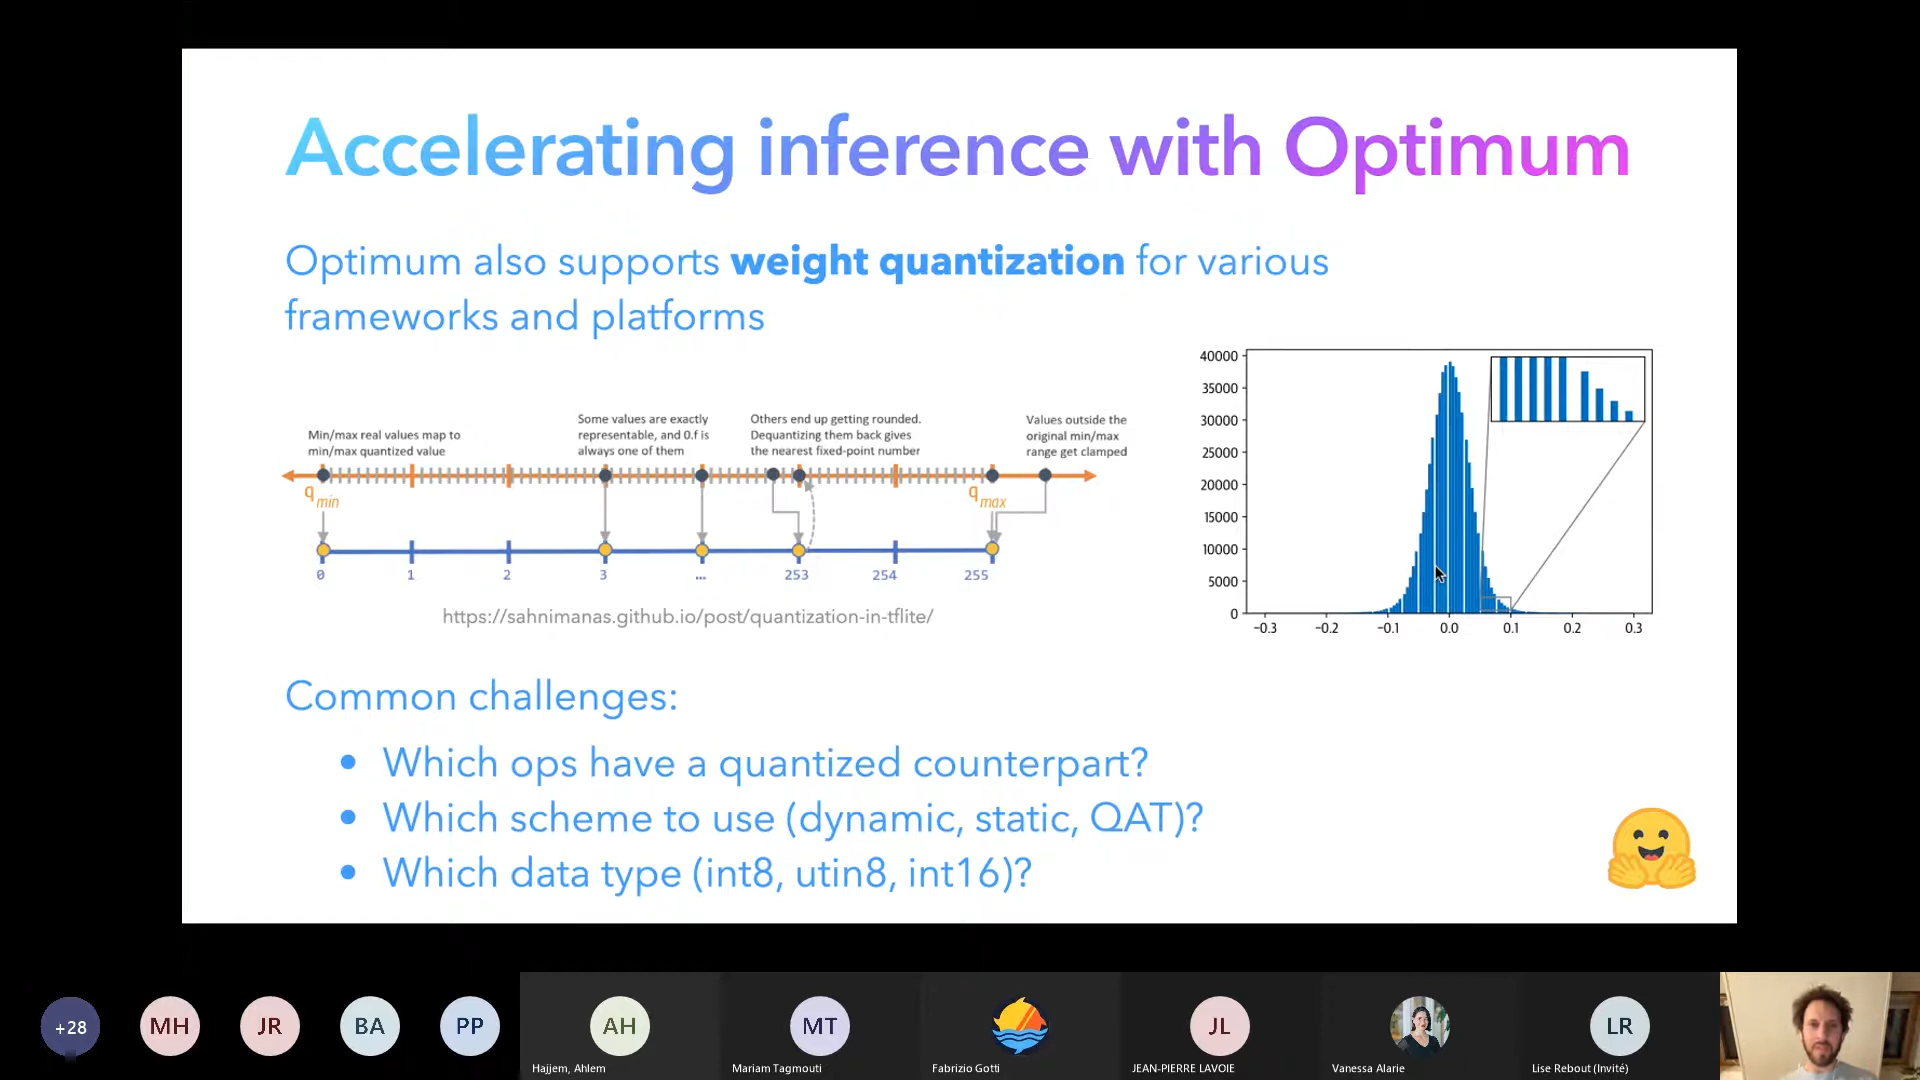 Accelerating inference with Optimum
Optimum also supports weight quantization for various
frameworks and platforms
Min/max real values map to
min/max quantized value
Some values are exactly
representable, and 0.f is
always one of them
Others end up getting rounded.
Dequantizing them back gives
the nearest fixed-point number
Values outside the
original min/max
range get clamped
qmin
qmax
0 1 2 3 ... 253 254 255
https://sahnimanas.github.io/post/quantization-in-tflite/
40000
35000
30000
25000
20000
15000
10000
5000
0
−0.3 −0.2 −0.1 0.0 0.1 0.2 0.3
Common challenges:
• Which ops have a quantized counterpart?
• Which scheme to use (dynamic, static, QAT)?
• Which data type (int8, utin8, int16)?
+28 MH JR BA PP AH MT JL LR
Hajjem, Ahlem
Mariam Tagmouti
Fabrizio Gotti
JEAN-PIERRE LAVOIE
Vanessa Alarie
Lise Rebout (Invité)